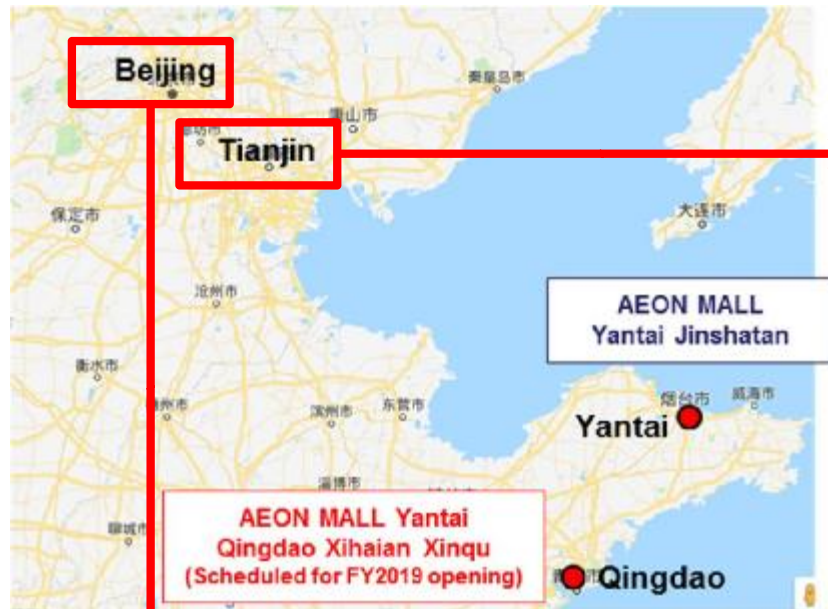 Beijing
秦皇岛市
唐山市
廊坊市
Tianjin
保定市
大连市
沧州市
AEON MALL
Yantai Jinshatan
衡水市
德州市
滨州市
东营市
烟台市
威海市
Yantai
淄博市
聊城市
AEON MALL Yantai
Qingdao Xihaian Xinqu
(Scheduled for FY2019 opening)
Qingdao